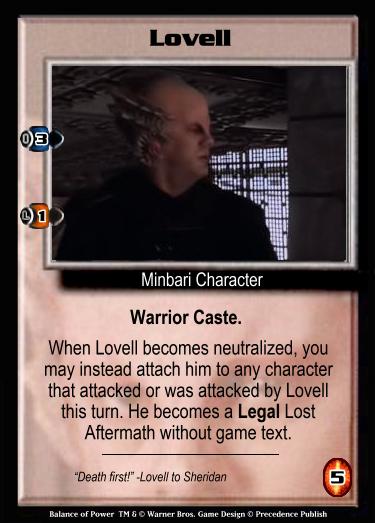 Lovell
D 3
L 1
Minbari Character
Warrior Caste.
When Lovell becomes neutralized, you
may instead attach him to any character
that attacked or was attacked by Lovell
this turn. He becomes a Legal Lost
Aftermath without game text.
“Death first!” -Lovell to Sheridan
5
Balance of Power TM & © Warner Bros. Game Design © Precedence Publish